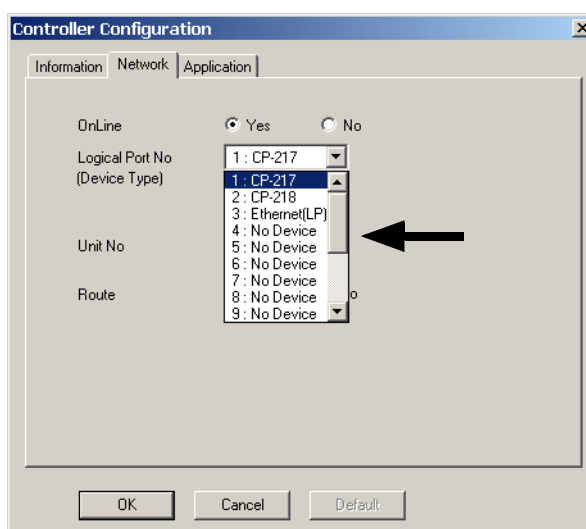 Controller Configuration
Information Network Application
OnLine Yes No
Logical Port No 1 : CP-217
(Device Type)
1 : CP-217
2 : CP-218
3 : Ethernet(LP)
4 : No Device
5 : No Device
Unit No
6 : No Device
7 : No Device
Route
8 : No Device
9 : No Device
OK Cancel Default